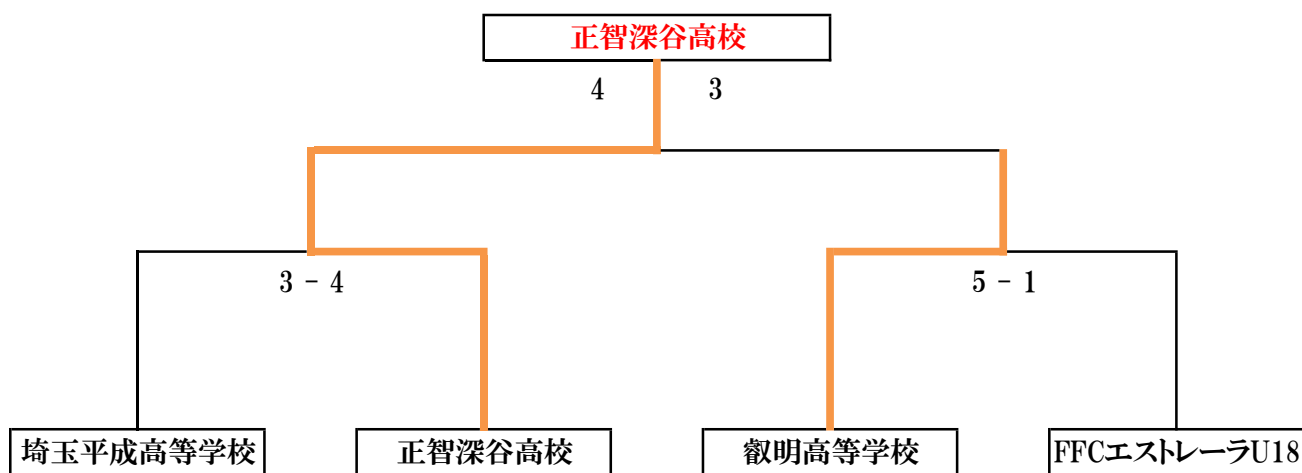 正智深谷高校
4 3
3 - 4
5 - 1
埼玉平成高等学校
正智深谷高校
叡明高等学校
FFCエストレーラU18